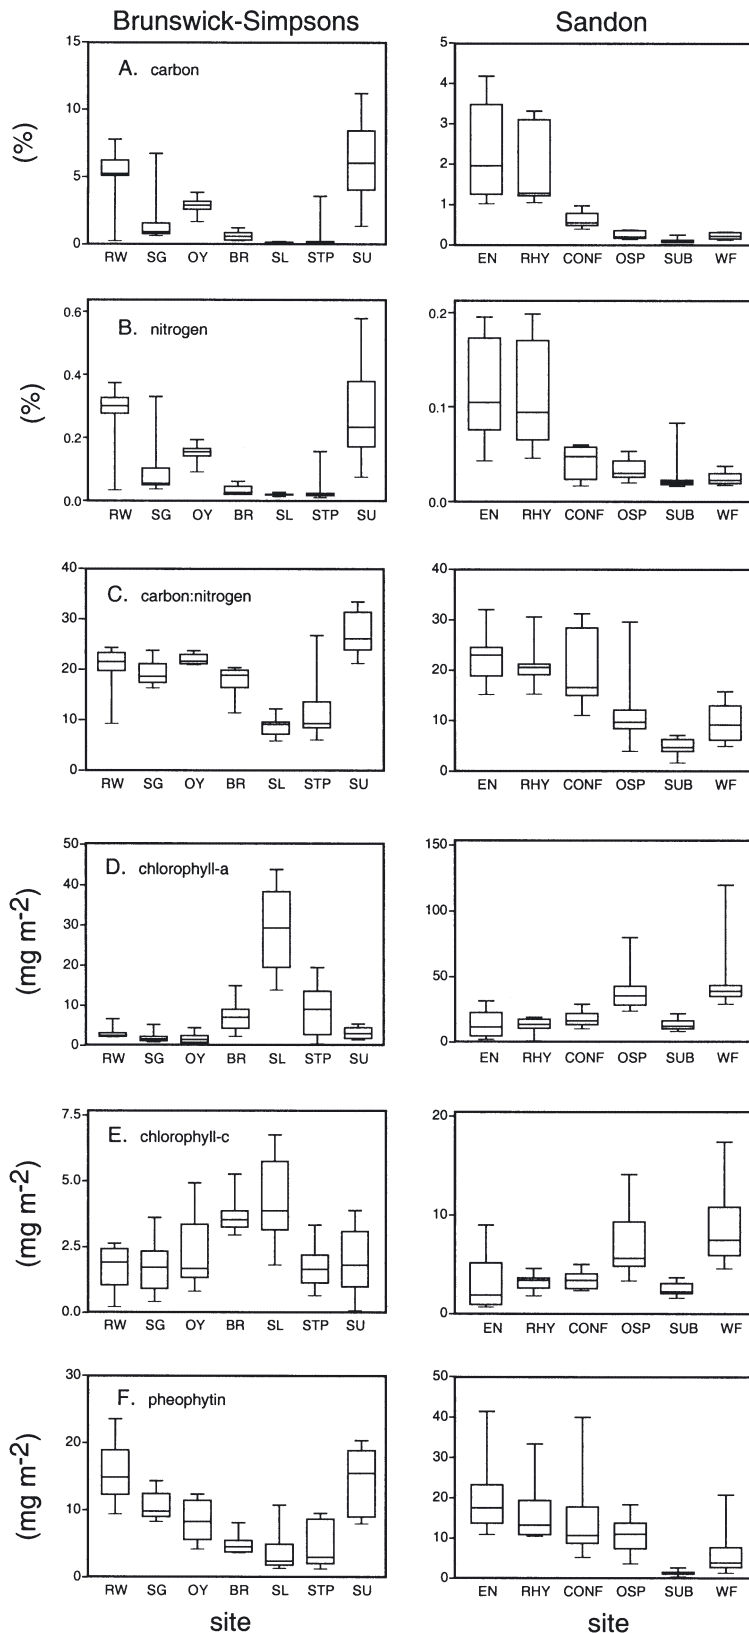 Brunswick-Simpsons Sandon
A. carbon
(%)
15
10
5
0
RW SG OY BR SL STP SU
5
4
3
2
1
0
EN RHY CONF OSP SUB WF
B. nitrogen
(%)
0.6
0.4
0.2
0.0
RW SG OY BR SL STP SU
0.2
0.1
0.0
EN RHY CONF OSP SUB WF
C. carbon:nitrogen
40
30
20
10
0
RW SG OY BR SL STP SU
40
30
20
10
0
EN RHY CONF OSP SUB WF
D. chlorophyll-a
(mg m-2)
50
40
30
20
10
0
RW SG OY BR SL STP SU
150
100
50
0
EN RHY CONF OSP SUB WF
E. chlorophyll-c
(mg m-2)
7.5
5.0
2.5
0.0
RW SG OY BR SL STP SU
20
10
0
EN RHY CONF OSP SUB WF
F. pheophytin
(mg m-2)
30
20
10
0
RW SG OY BR SL STP SU
50
40
30
20
10
0
EN RHY CONF OSP SUB WF
site site